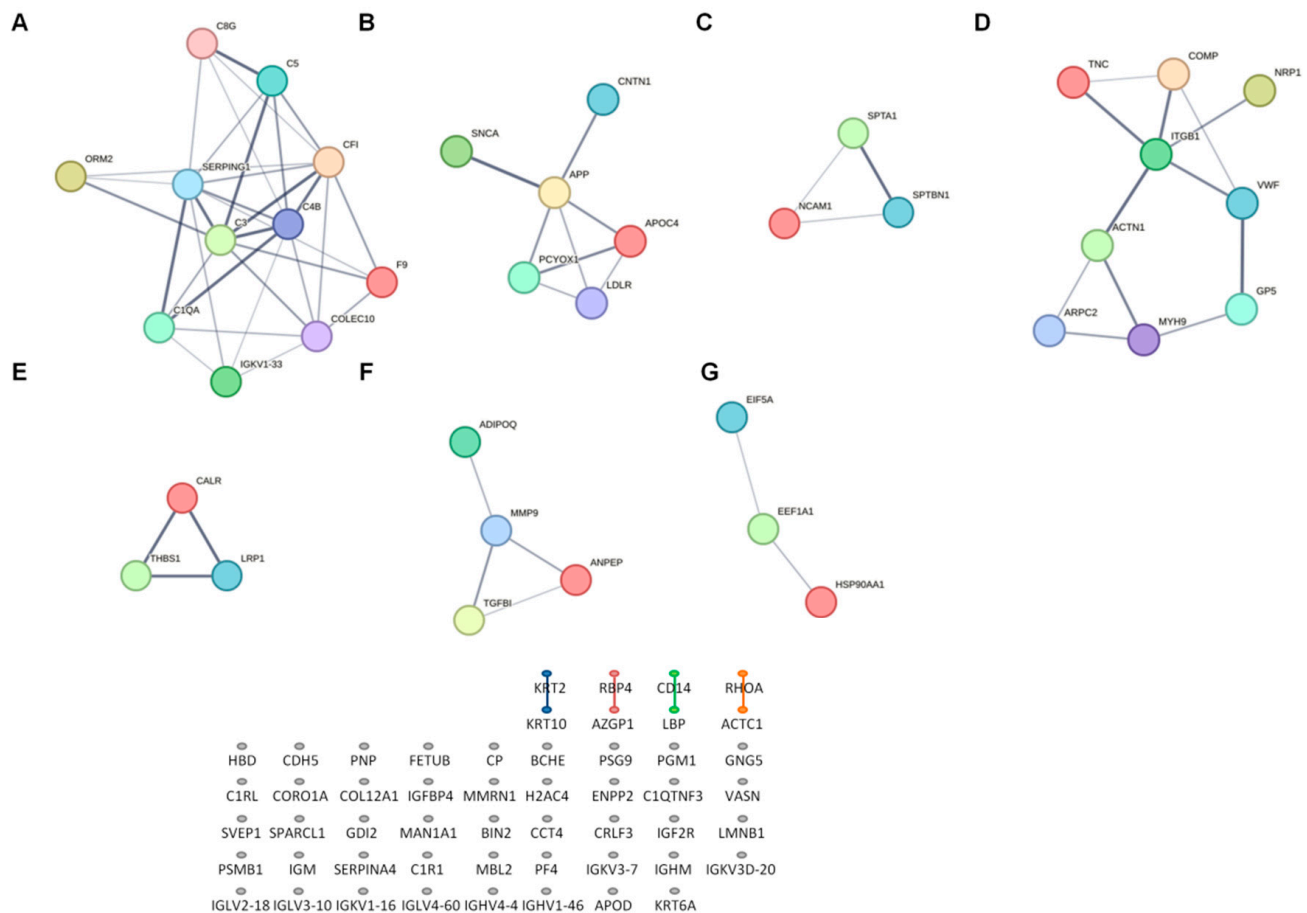 A
B
C
D
C8G
C5
ORM2
SERPING1
CFI
C3
C4B
F9
C1QA
COLEC10
IGKV1-33
CNTN1
SNCA
APP
APOC4
PCYOX1
LDLR
SPTA1
NCAM1
SPTBN1
TNC
COMP
NRP1
ITGB1
VWF
ACTN1
GP5
ARPC2
MYH9
E
F
G
CALR
THBS1
LRP1
ADIPOQ
MMP9
ANPEP
TGFBI
EIF5A
EEF1A1
HSP90AA1
KRT2 RBP4 CD14 RHOA
KRT10 AZGP1 LBP ACTC1
HBD CDH5 PNP FETUB CP BCHE PSG9 PGM1 GNG5
C1RL CORO1A COL12A1 IGFBP4 MMRN1 H2AC4 ENPP2 C1QTNF3 VASN
SVEP1 SPARCL1 GDI2 MAN1A1 BIN2 CCT4 CRLF3 IGF2R LMNB1
PSMB1 IGM SERPINA4 C1R1 MBL2 PF4 IGKV3-7 IGHM IGKV3D-20
IGLV2-18 IGLV3-10 IGKV1-16 IGLV4-60 IGHV4-4 IGHV1-46 APOD KRT6A